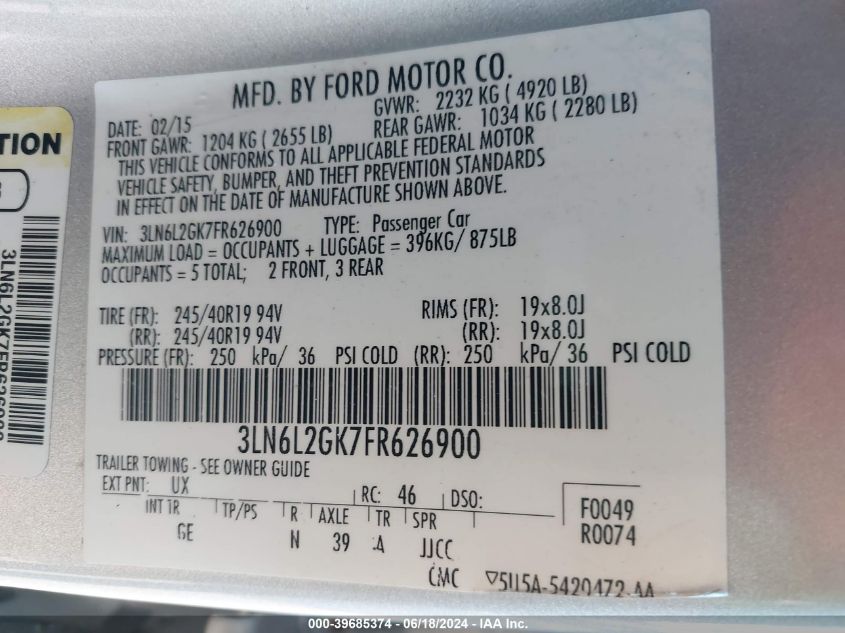 MFD. BY FORD MOTOR CO.
DATE: 02/15 GVWR: 2232 KG ( 4920 LB)
FRONT GAWR: 1204 KG ( 2655 LB) REAR GAWR: 1034 KG ( 2280 LB)
THIS VEHICLE CONFORMS TO ALL APPLICABLE FEDERAL MOTOR
VEHICLE SAFETY, BUMPER, AND THEFT PREVENTION STANDARDS
IN EFFECT ON THE DATE OF MANUFACTURE SHOWN ABOVE.
VIN: 3LN6L2GK7FR626900 TYPE: Passenger Car
MAXIMUM LOAD = OCCUPANTS + LUGGAGE = 396KG/ 875LB
OCCUPANTS = 5 TOTAL; 2 FRONT, 3 REAR
TIRE (FR): 245/40R19 94V RIMS (FR): 19x8.0J
(RR): 245/40R19 94V (RR): 19x8.0J
PRESSURE (FR): 250 kPa/ 36 PSI COLD (RR): 250 kPa/ 36 PSI COLD
3LN6L2GK7FR626900
TRAILER TOWING - SEE OWNER GUIDE
EXT PNT: UX RC: 46 DSO:
INT TR TP/PS R AXLE TR SPR
GE N 39 A JJCC
F0049
R0074
CMC ▽5U5A-5420472-AA
TION
3LN6L2GK7FR626900
000-39685374 - 06/18/2024 - IAA Inc.